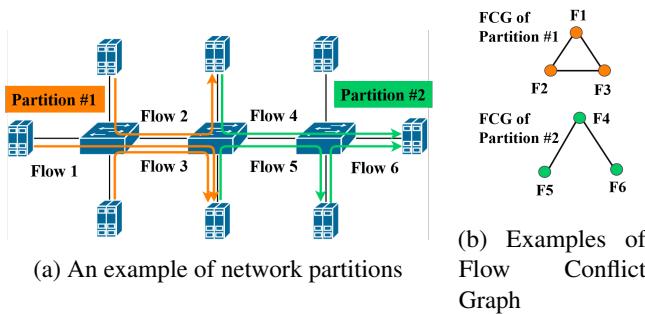 Partition #1
Flow 2
Flow 4
Partition #2
Flow 1
Flow 3
Flow 5
Flow 6
(a) An example of network partitions
FCG of
Partition #1
F1
F2
F3
FCG of
Partition #2
F4
F5
F6
(b) Examples of
Flow Conflict
Graph